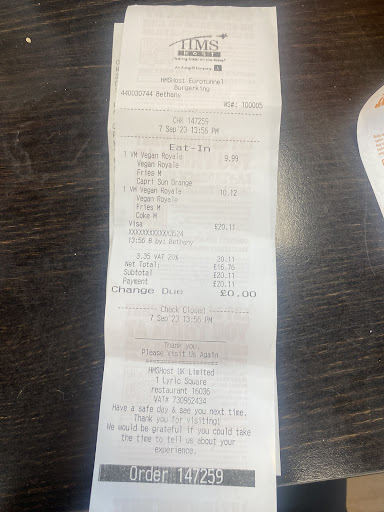 HMS
HOST
HMSHost Eurotunnel
Burgerking
440030744 Bethany
WS#: 100005
CHK 147259
7 Sep'23 13:56 PM
Eat-In
1 VM Vegan Royale 9.99
Vegan Royale
Fries M
Capri Sun Orange
1 VM Vegan Royale 10.12
Vegan Royale
Fries M
Coke M
Visa £20.11
13:56 PM by: Bethany
3.35 VAT 20% 20.11
Net Total: £16.76
Subtotal £20.11
Payment £20.11
Change Due £0.00
Check Closed
7 Sep'23 13:56 PM
Thank you,
Please Visit Us Again
HMSHost UK Limited
1 Lyric Square
restaurant 16096
VAT# 730962434
Have a safe day & see you next time.
Thank you for visiting!
We would be grateful if you could take
the time to tell us about your
experience.
Order 147259